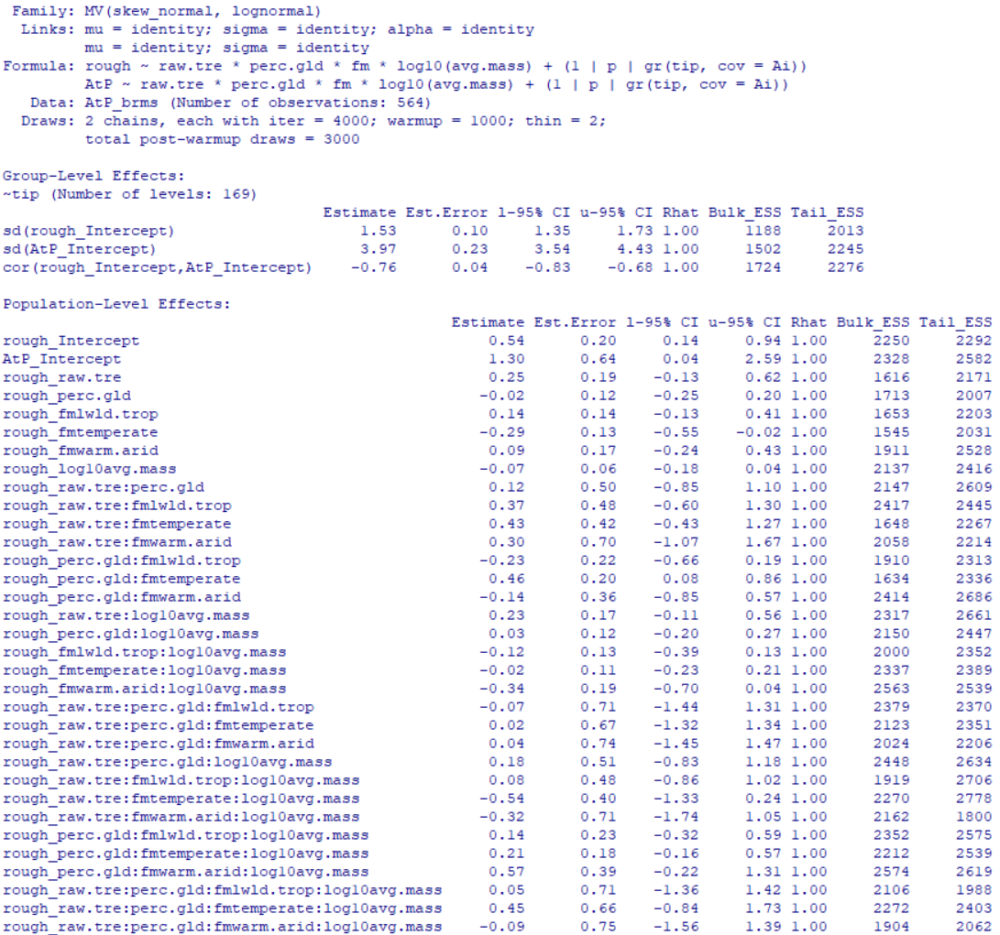 Family: MV(skew_normal, lognormal)
Links: mu = identity; sigma = identity; alpha = identity
mu = identity; sigma = identity
Formula: rough ~ raw.tre * perc.gld * fm * log10(avg.mass) + (1 | p | gr(tip, cov = Ai))
AtP ~ raw.tre * perc.gld * fm * log10(avg.mass) + (1 | p | gr(tip, cov = Ai))
Data: AtP_brms (Number of observations: 564)
Draws: 2 chains, each with iter = 4000; warmup = 1000; thin = 2;
total post-warmup draws = 3000
Group-Level Effects:
~tip (Number of levels: 169)
Estimate Est.Error l-95% CI u-95% CI Rhat Bulk_ESS Tail_ESS
sd(rough_Intercept) 1.53 0.10 1.35 1.73 1.00 1188 2013
sd(AtP_Intercept) 3.97 0.23 3.54 4.43 1.00 1502 2245
cor(rough_Intercept,AtP_Intercept) -0.76 0.04 -0.83 -0.68 1.00 1724 2276
Population-Level Effects:
Estimate Est.Error l-95% CI u-95% CI Rhat Bulk_ESS Tail_ESS
rough_Intercept 0.54 0.20 0.14 0.94 1.00 2250 2292
AtP_Intercept 1.30 0.64 0.04 2.59 1.00 2328 2582
rough_raw.tre 0.25 0.19 -0.13 0.62 1.00 1616 2171
rough_perc.gld -0.02 0.12 -0.25 0.20 1.00 1713 2007
rough_fmlwld.trop 0.14 0.14 -0.13 0.41 1.00 1653 2203
rough_fmtemperate -0.29 0.13 -0.55 -0.02 1.00 1545 2031
rough_fmwarm.arid 0.09 0.17 -0.24 0.43 1.00 1911 2528
rough_log10avg.mass -0.07 0.06 -0.18 0.04 1.00 2137 2416
rough_raw.tre:perc.gld 0.12 0.50 -0.85 1.10 1.00 2147 2609
rough_raw.tre:fmlwld.trop 0.37 0.48 -0.60 1.30 1.00 2417 2445
rough_raw.tre:fmtemperate 0.43 0.42 -0.43 1.27 1.00 1648 2267
rough_raw.tre:fmwarm.arid 0.30 0.70 -1.07 1.67 1.00 2058 2214
rough_perc.gld:fmlwld.trop -0.23 0.22 -0.66 0.19 1.00 1910 2313
rough_perc.gld:fmtemperate 0.46 0.20 0.08 0.86 1.00 1634 2336
rough_perc.gld:fmwarm.arid -0.14 0.36 -0.85 0.57 1.00 2414 2686
rough_raw.tre:log10avg.mass 0.23 0.17 -0.11 0.56 1.00 2317 2661
rough_perc.gld:log10avg.mass 0.03 0.12 -0.20 0.27 1.00 2150 2447
rough_fmlwld.trop:log10avg.mass -0.12 0.13 -0.39 0.13 1.00 2000 2352
rough_fmtemperate:log10avg.mass -0.02 0.11 -0.23 0.21 1.00 2337 2389
rough_fmwarm.arid:log10avg.mass -0.34 0.19 -0.70 0.04 1.00 2563 2539
rough_raw.tre:perc.gld:fmlwld.trop -0.07 0.71 -1.44 1.31 1.00 2379 2370
rough_raw.tre:perc.gld:fmtemperate 0.02 0.67 -1.32 1.34 1.00 2123 2351
rough_raw.tre:perc.gld:fmwarm.arid 0.04 0.74 -1.45 1.47 1.00 2024 2206
rough_raw.tre:perc.gld:log10avg.mass 0.18 0.51 -0.83 1.18 1.00 2448 2634
rough_raw.tre:fmlwld.trop:log10avg.mass 0.08 0.48 -0.86 1.02 1.00 1919 2706
rough_raw.tre:fmtemperate:log10avg.mass -0.54 0.40 -1.33 0.24 1.00 2270 2778
rough_raw.tre:fmwarm.arid:log10avg.mass -0.32 0.71 -1.74 1.05 1.00 2162 1800
rough_perc.gld:fmlwld.trop:log10avg.mass 0.14 0.23 -0.32 0.59 1.00 2352 2575
rough_perc.gld:fmtemperate:log10avg.mass 0.21 0.18 -0.16 0.57 1.00 2212 2539
rough_perc.gld:fmwarm.arid:log10avg.mass 0.57 0.39 -0.22 1.31 1.00 2574 2619
rough_raw.tre:perc.gld:fmlwld.trop:log10avg.mass 0.05 0.71 -1.36 1.42 1.00 2106 1988
rough_raw.tre:perc.gld:fmtemperate:log10avg.mass 0.45 0.66 -0.84 1.73 1.00 2272 2403
rough_raw.tre:perc.gld:fmwarm.arid:log10avg.mass -0.09 0.75 -1.56 1.39 1.00 1904 2062